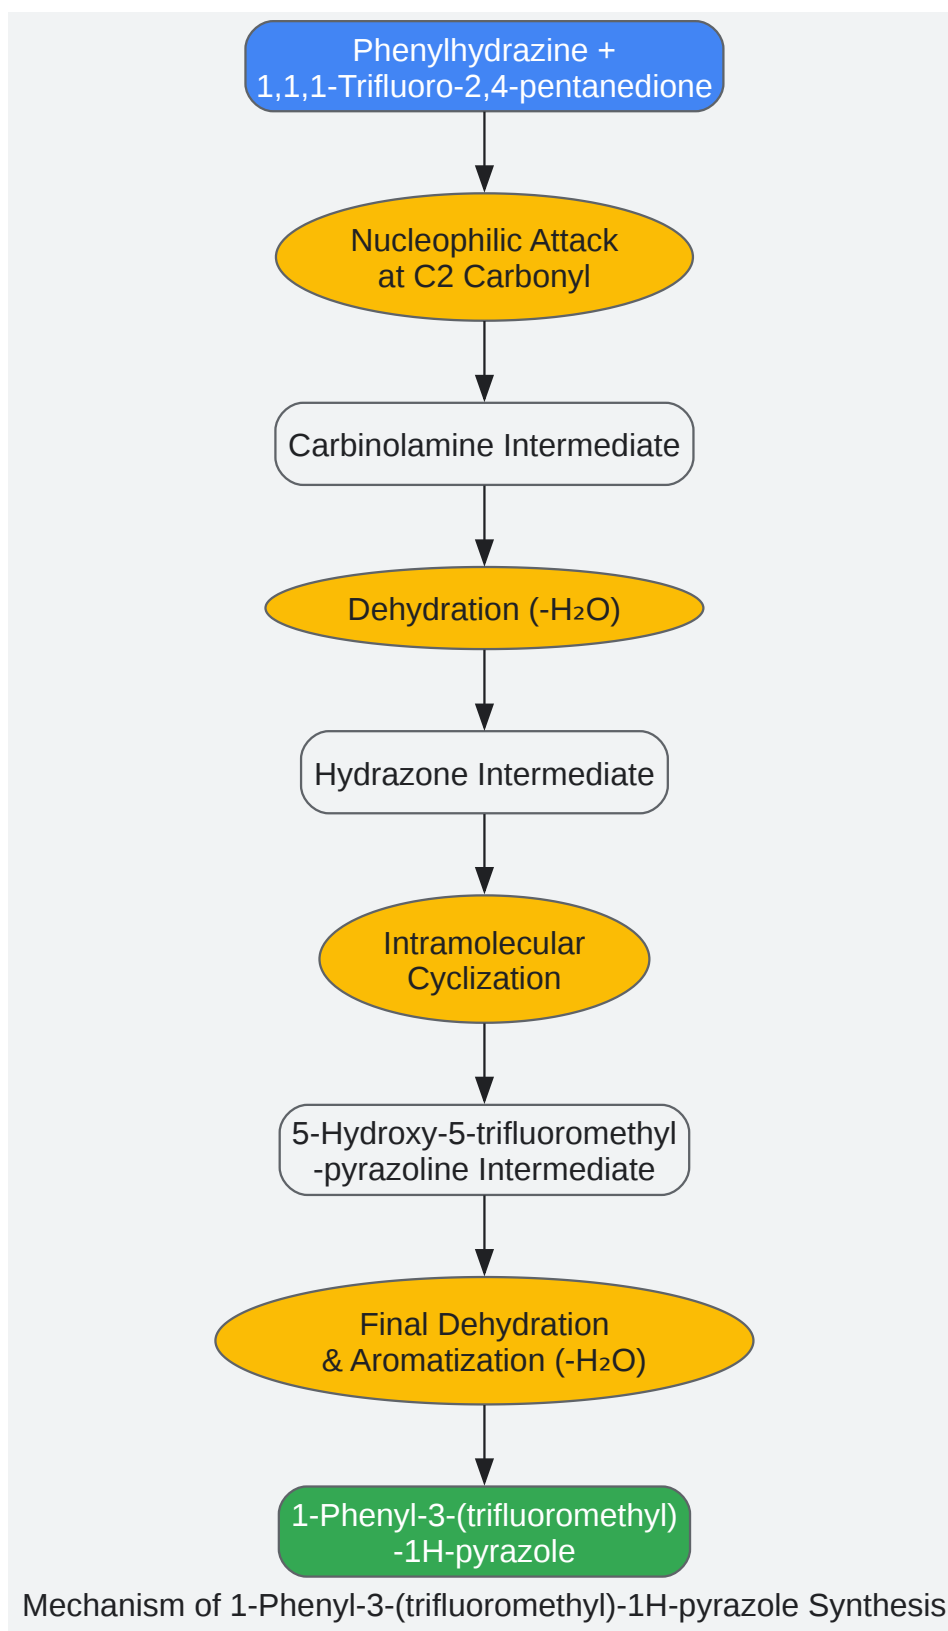 Phenylhydrazine +
1,1,1-Trifluoro-2,4-pentanedione
Nucleophilic Attack
at C2 Carbonyl
Carbinolamine Intermediate
Dehydration (-H₂O)
Hydrazone Intermediate
Intramolecular
Cyclization
5-Hydroxy-5-trifluoromethyl
-pyrazoline Intermediate
Final Dehydration
& Aromatization (-H₂O)
1-Phenyl-3-(trifluoromethyl)
-1H-pyrazole
Mechanism of 1-Phenyl-3-(trifluoromethyl)-1H-pyrazole Synthesis